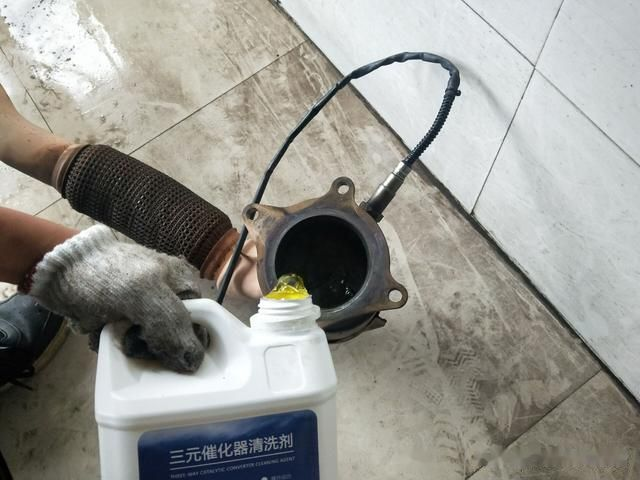 三元催化器清洗剂
THREE-WAY CATALYTIC CONVERTER CLEANING AGENT